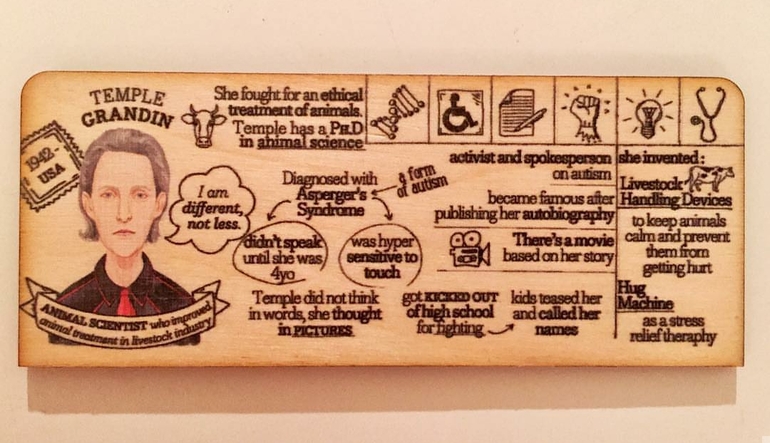 TEMPLE
GRANDIN
1942-
USA
I am
different,
not less.
ANIMAL SCIENTIST who improved
animal treatment in livestock industry
She fought for an ethical
treatment of animals.
Temple has a PH.D
in animal science
Diagnosed with
Asperger's
Syndrome
a form
of autism
didn't speak
until she was
4yo
was hyper
sensitive to
touch
Temple did not think
in words, she thought
in PICTURES
got KICKED OUT
of high school
for fighting
kids teased her
and called her
names
activist and spokesperson
on autism
became famous after
publishing her autobiography
There's a movie
based on her story
she invented:
Livestock
Handling Devices
to keep animals
calm and prevent
them from
getting hurt
Hug
Machine
as a stress
relief theraphy